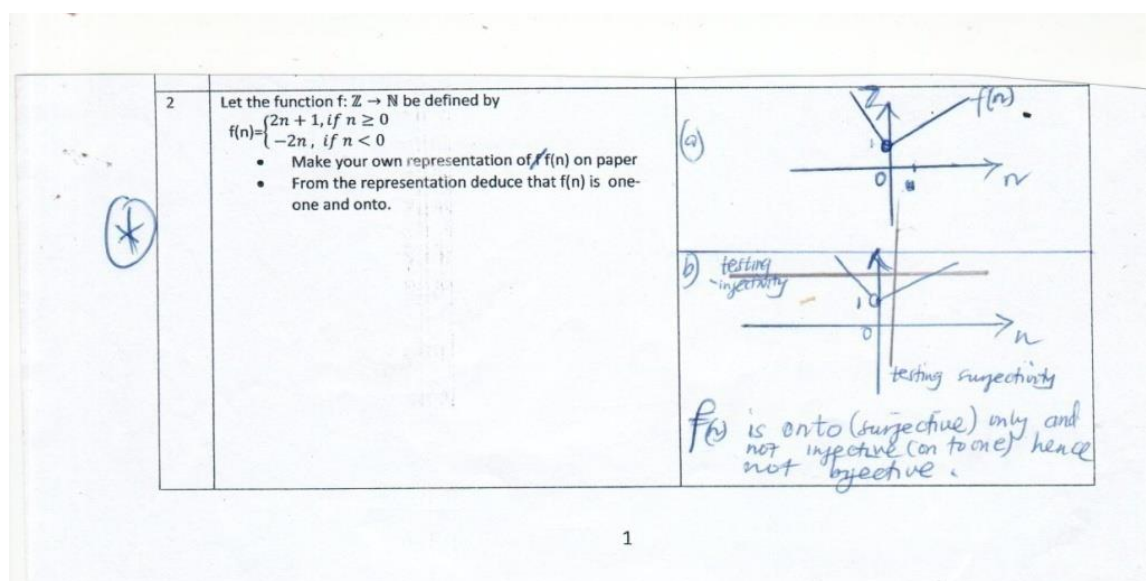 2
Let the function f: ℤ → ℕ be defined by
f(n)={2n + 1, if n ≥ 0
−2n , if n < 0
• Make your own representation of f(n) on paper
• From the representation deduce that f(n) is one-
one and onto.
(a)
Z
f(n)
1
0
n
b)
testing
injectivity
1
0
n
testing surjectivity
f(n) is onto (surjective) only and
not injective (on to one) hence
not bjective.
1